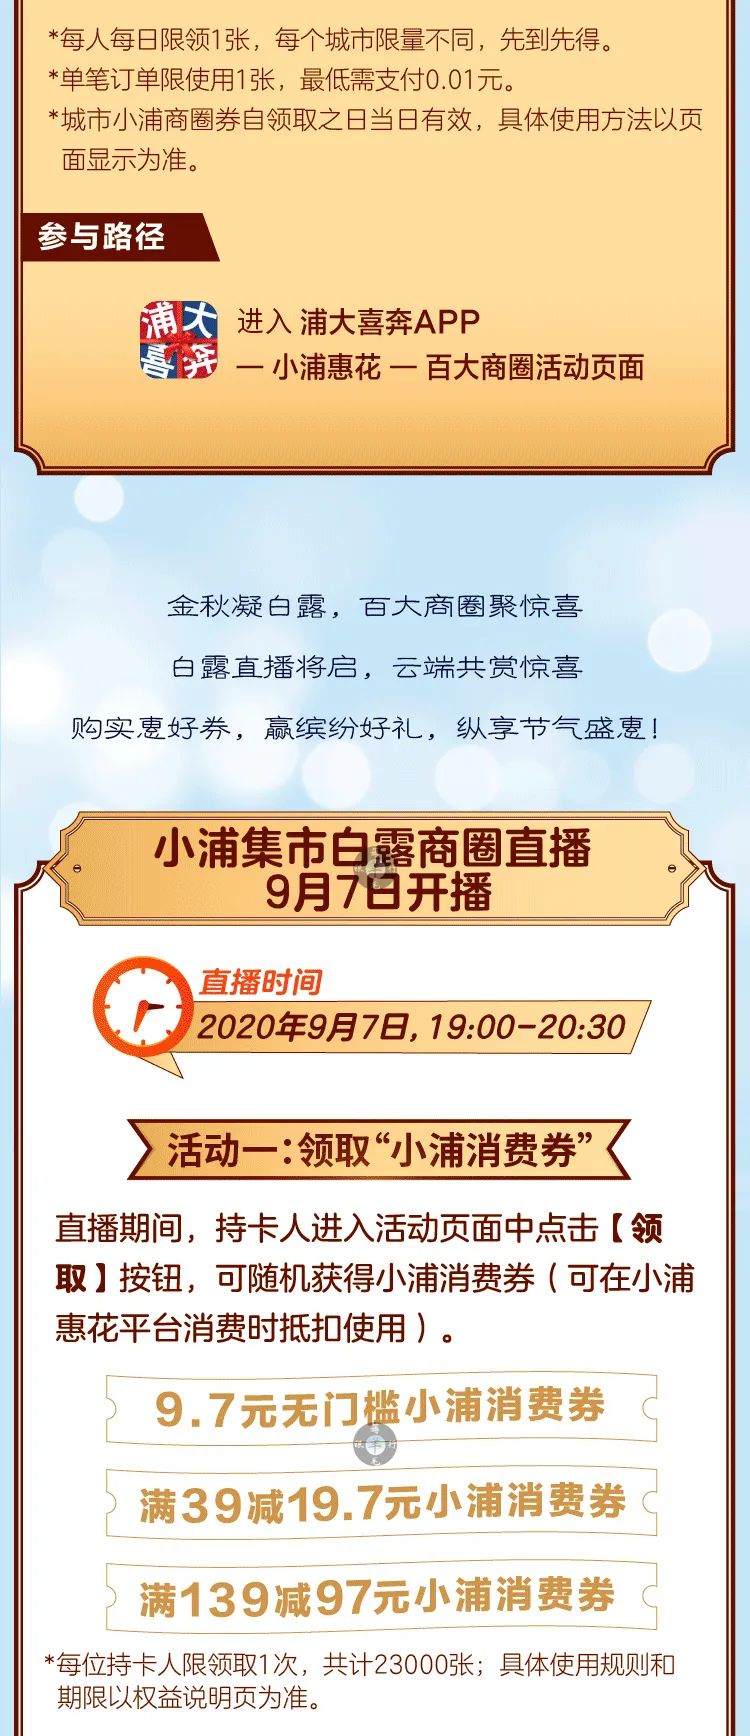 *每人每日限领1张，每个城市限量不同，先到先得。
*单笔订单限使用1张，最低需支付0.01元。
*城市小浦商圈券自领取之日当日有效，具体使用方法以页
面显示为准。
参与路径
浦大
喜奔
进入 浦大喜奔APP
— 小浦惠花 — 百大商圈活动页面
金秋凝白露，百大商圈聚惊喜
白露直播将启，云端共赏惊喜
购实惠好券，赢缤纷好礼，纵享节气盛惠！
小浦集市白露商圈直播
9月7日开播
直播时间
2020年9月7日, 19:00-20:30
活动一：领取“小浦消费券”
直播期间，持卡人进入活动页面中点击【领
取】按钮，可随机获得小浦消费券（可在小浦
惠花平台消费时抵扣使用）。
9.7元无门槛小浦消费券
满39减19.7元小浦消费券
满139减97元小浦消费券
*每位持卡人限领取1次，共计23000张；具体使用规则和
期限以权益说明页为准。